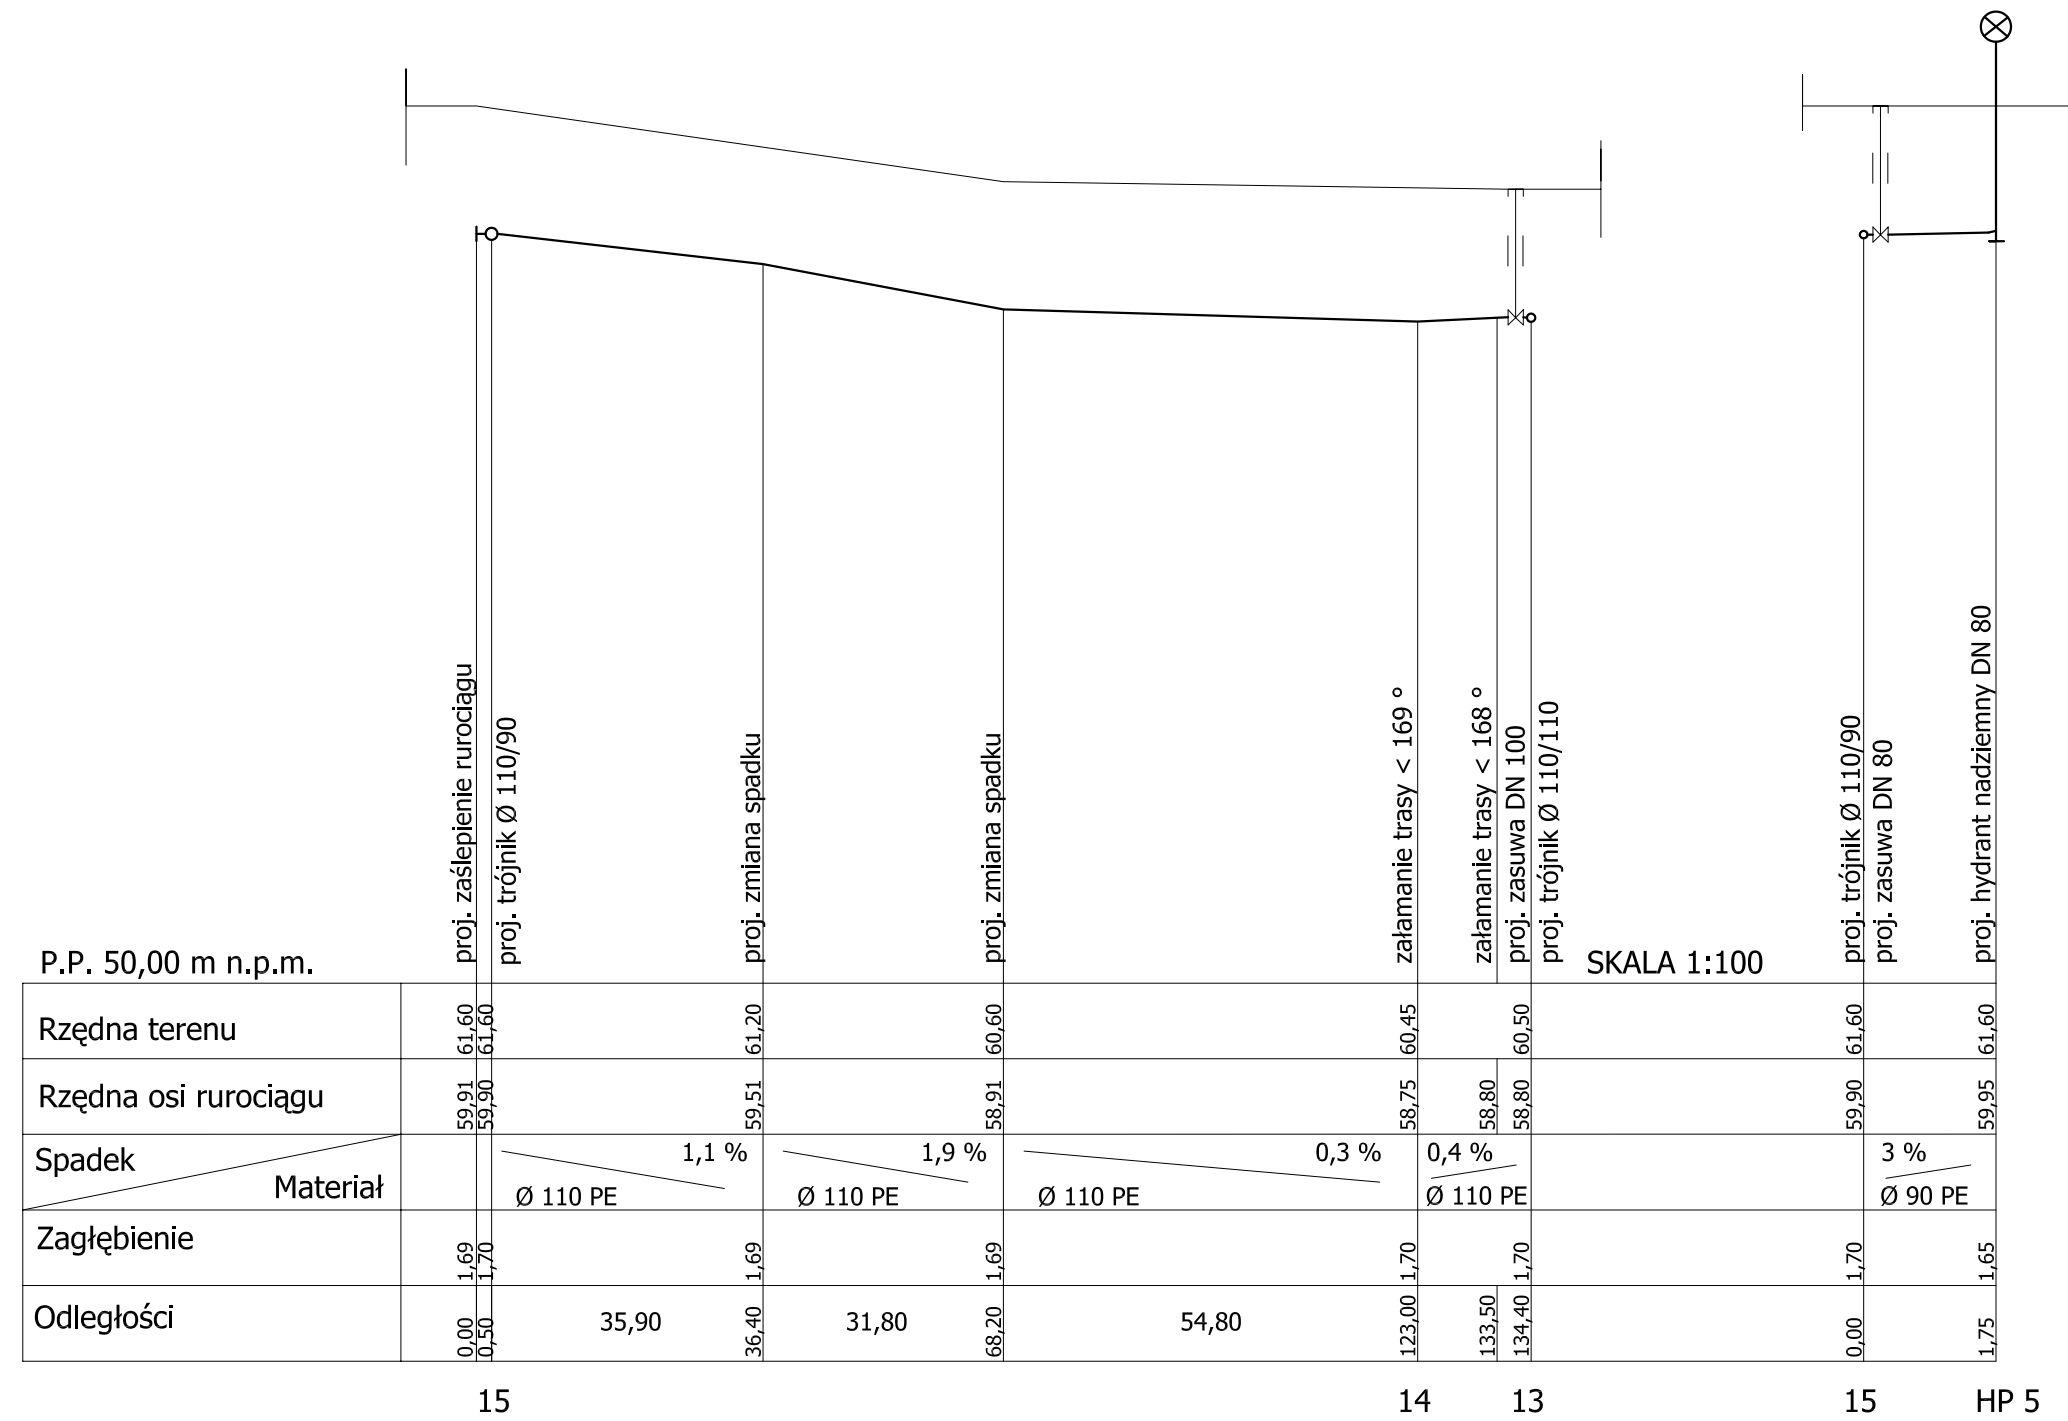 proj. zaślepienie rurociągu
proj. trójnik Ø 110/90
proj. zmiana spadku
proj. zmiana spadku
załamanie trasy < 169 °
załamanie trasy < 168 °
proj. zasuwa DN 100
proj. trójnik Ø 110/110
proj. trójnik Ø 110/90
proj. zasuwa DN 80
proj. hydrant nadziemny DN 80
P.P. 50,00 m n.p.m.
SKALA 1:100
Rzędna terenu
61,60
61,60
61,20
60,60
60,45
60,50
61,60
61,60
Rzędna osi rurociągu
59,91
59,90
59,51
58,91
58,75
58,80
58,80
59,90
59,95
Spadek
Materiał
1,1 %
Ø 110 PE
1,9 %
Ø 110 PE
0,3 %
Ø 110 PE
0,4 %
Ø 110 PE
3 %
Ø 90 PE
Zagłębienie
1,69
1,70
1,69
1,69
1,70
1,70
1,70
1,65
Odległości
0,00
0,50
35,90
36,40
31,80
68,20
54,80
123,00
133,50
134,40
0,00
1,75
15
14
13
15
HP 5